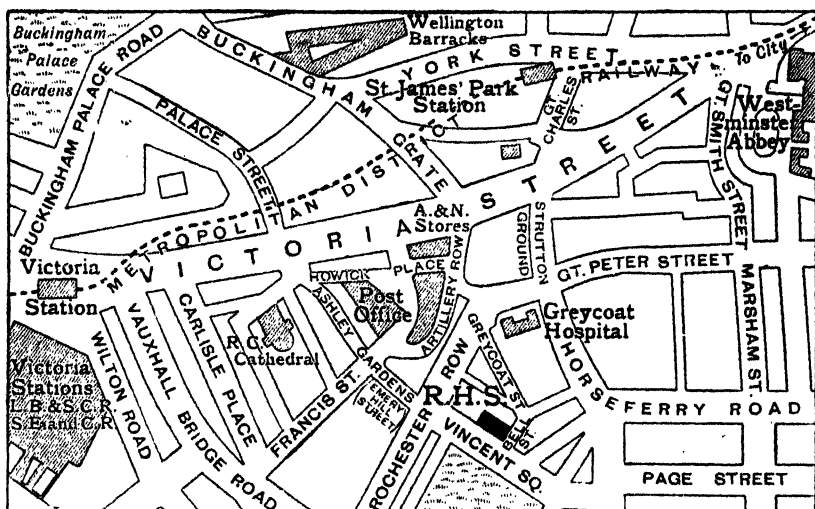 Buckingham
Palace
Gardens
BUCKINGHAM PALACE ROAD
BUCKINGHAM GATE
Wellington
Barracks
YORK STREET
St. James' Park
Station
RAILWAY
To City
GT. CHARLES ST.
West-
minster
Abbey
GT. SMITH STREET
PALACE STREET
METROPOLITAN DISTRICT
VICTORIA STREET
A.&N.
Stores
STRUTTON
GROUND
GT. PETER STREET
MARSHAM ST.
Victoria
Station
HOWICK PLACE
ARTILLERY ROW
Post
Office
ASHLEY GARDENS
Greycoat
Hospital
R.C.
Cathedral
CARLISLE PLACE
VAUXHALL BRIDGE ROAD
WILTON ROAD
Victoria
Stations
L.B.&S.C.R.
S.E. and C.R.
FRANCIS ST.
EMERY
HILL
STREET
ROCHESTER ROW
GREYCOAT ST
R.H.S.
BELL ST.
VINCENT SQ.
HORSEFERRY ROAD
PAGE STREET